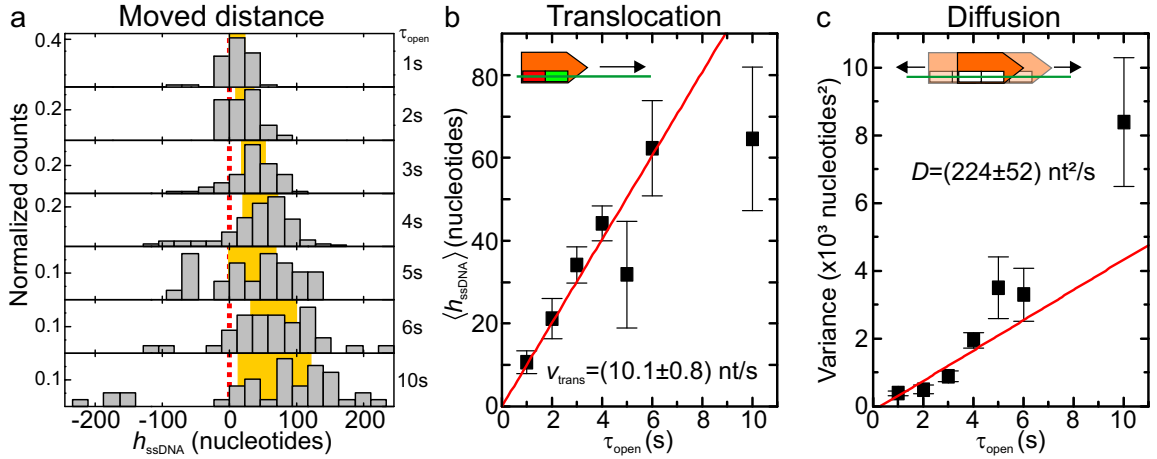 a
Moved distance
τopen
0.4
1s
0.2
2s
0.2
3s
0.2
4s
0.1
5s
0.1
6s
0.1
10s
Normalized counts
-200 -100 0 100 200
hssDNA (nucleotides)
b
Translocation
80
60
40
20
0
⟨hssDNA⟩ (nucleotides)
vtrans=(10.1±0.8) nt/s
0 2 4 6 8 10
τopen (s)
c
Diffusion
10
8
6
4
2
0
Variance (x10³ nucleotides²)
D=(224±52) nt²/s
0 2 4 6 8 10
τopen (s)